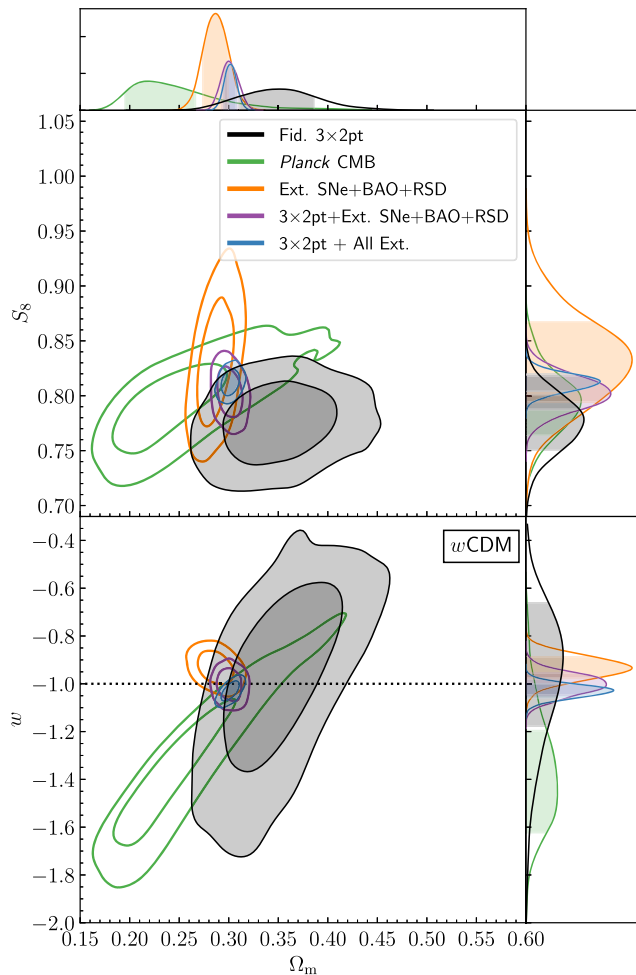 1.05
1.00
0.95
0.90
0.85
0.80
0.75
0.70
S₈
Fid. 3×2pt
Planck CMB
Ext. SNe+BAO+RSD
3×2pt+Ext. SNe+BAO+RSD
3×2pt + All Ext.
wCDM
−0.4
−0.6
−0.8
−1.0
−1.2
−1.4
−1.6
−1.8
−2.0
w
0.15 0.20 0.25 0.30 0.35 0.40 0.45 0.50 0.55 0.60
Ωₘ